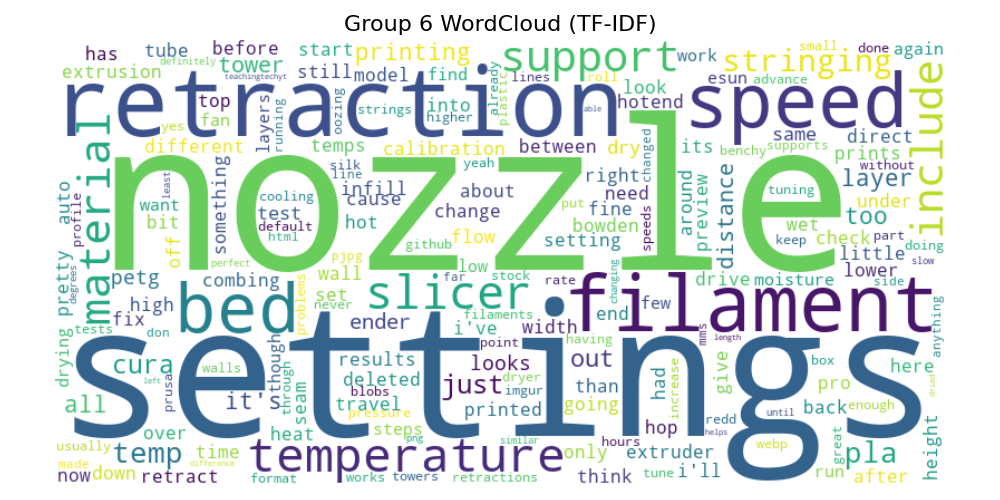 Group 6 WordCloud (TF-IDF)
has
tube
before
definitely
start
printing
support
work
stringing
small
done
again
extrusion
tower
teachingtechyt
still
model
find
already
plastic
lines
roll
look
esun
advance
retraction
speed
include
top
fan
layers
running
oozing
strings
into
higher
able
hotend
material
auto
profile
yes
different
temps
calibration
between
dry
changed
its
same
benchy
supports
direct
prints
without
nozzle
least
something
silk
line
yeah
infill
cause
about
change
right
need
fine
bowden
put
around
preview
distance
tuning
wet
keep
check
layer
under
too
part
doing
want
bit
off
cooling
test
default
html
hot
github
flow
setting
speeds
little
slow
pretty
degrees
petg
combing
perfect
pjpg
wall
low
far
stock
rate
changing
drive
moisture
lower
side
high
fix
bed
problems
set
never
slicer
filaments
end
few
filament
anything
drying
tests
don
ender
i've
width
point
having
mms
length
settings
cura
left
prusa
walls
it's
though
through
seam
results
deleted
blobs
travel
pressure
looks
just
dryer
imgur
printed
out
than
going
had
increase
give
box
pro
here
dried
all
over
heat
steps
png
similar
hours
only
hop
redd
helps
until
webp
back
enough
great
height
usually
made
now
down
temp
time
difference
retract
temperature
format
works
towers
retractions
think
extruder
tune
i'll
run
pla
after